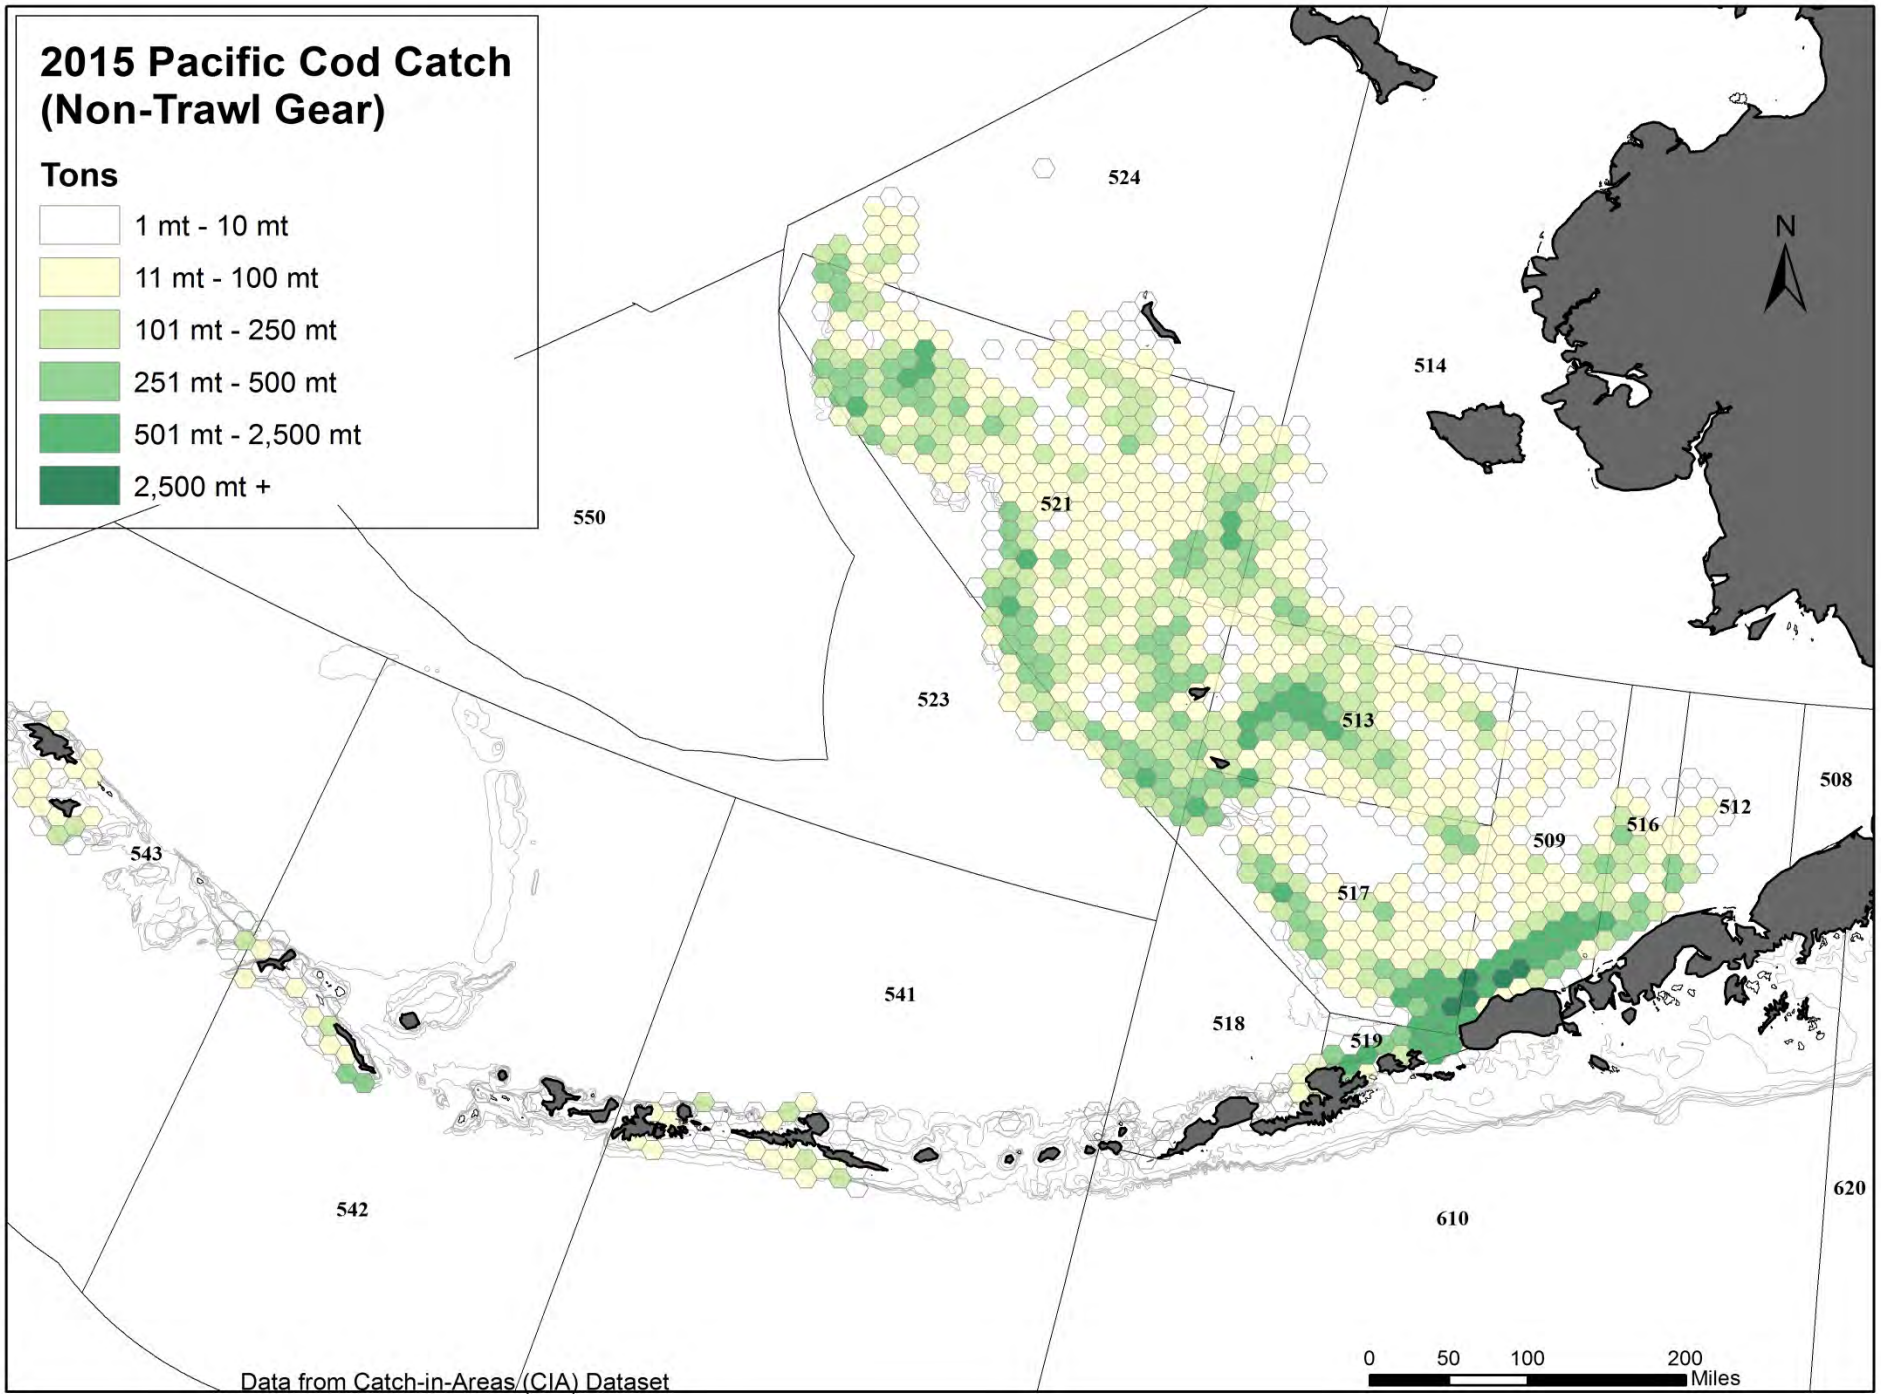 2015 Pacific Cod Catch
(Non-Trawl Gear)
Tons
1 mt - 10 mt
11 mt - 100 mt
101 mt - 250 mt
251 mt - 500 mt
501 mt - 2,500 mt
2,500 mt +
524
N
514
521
550
523
513
508
512
516
509
543
517
541
518
519
620
542
610
0 50 100 200
Miles
Data from Catch-in-Areas (CIA) Dataset